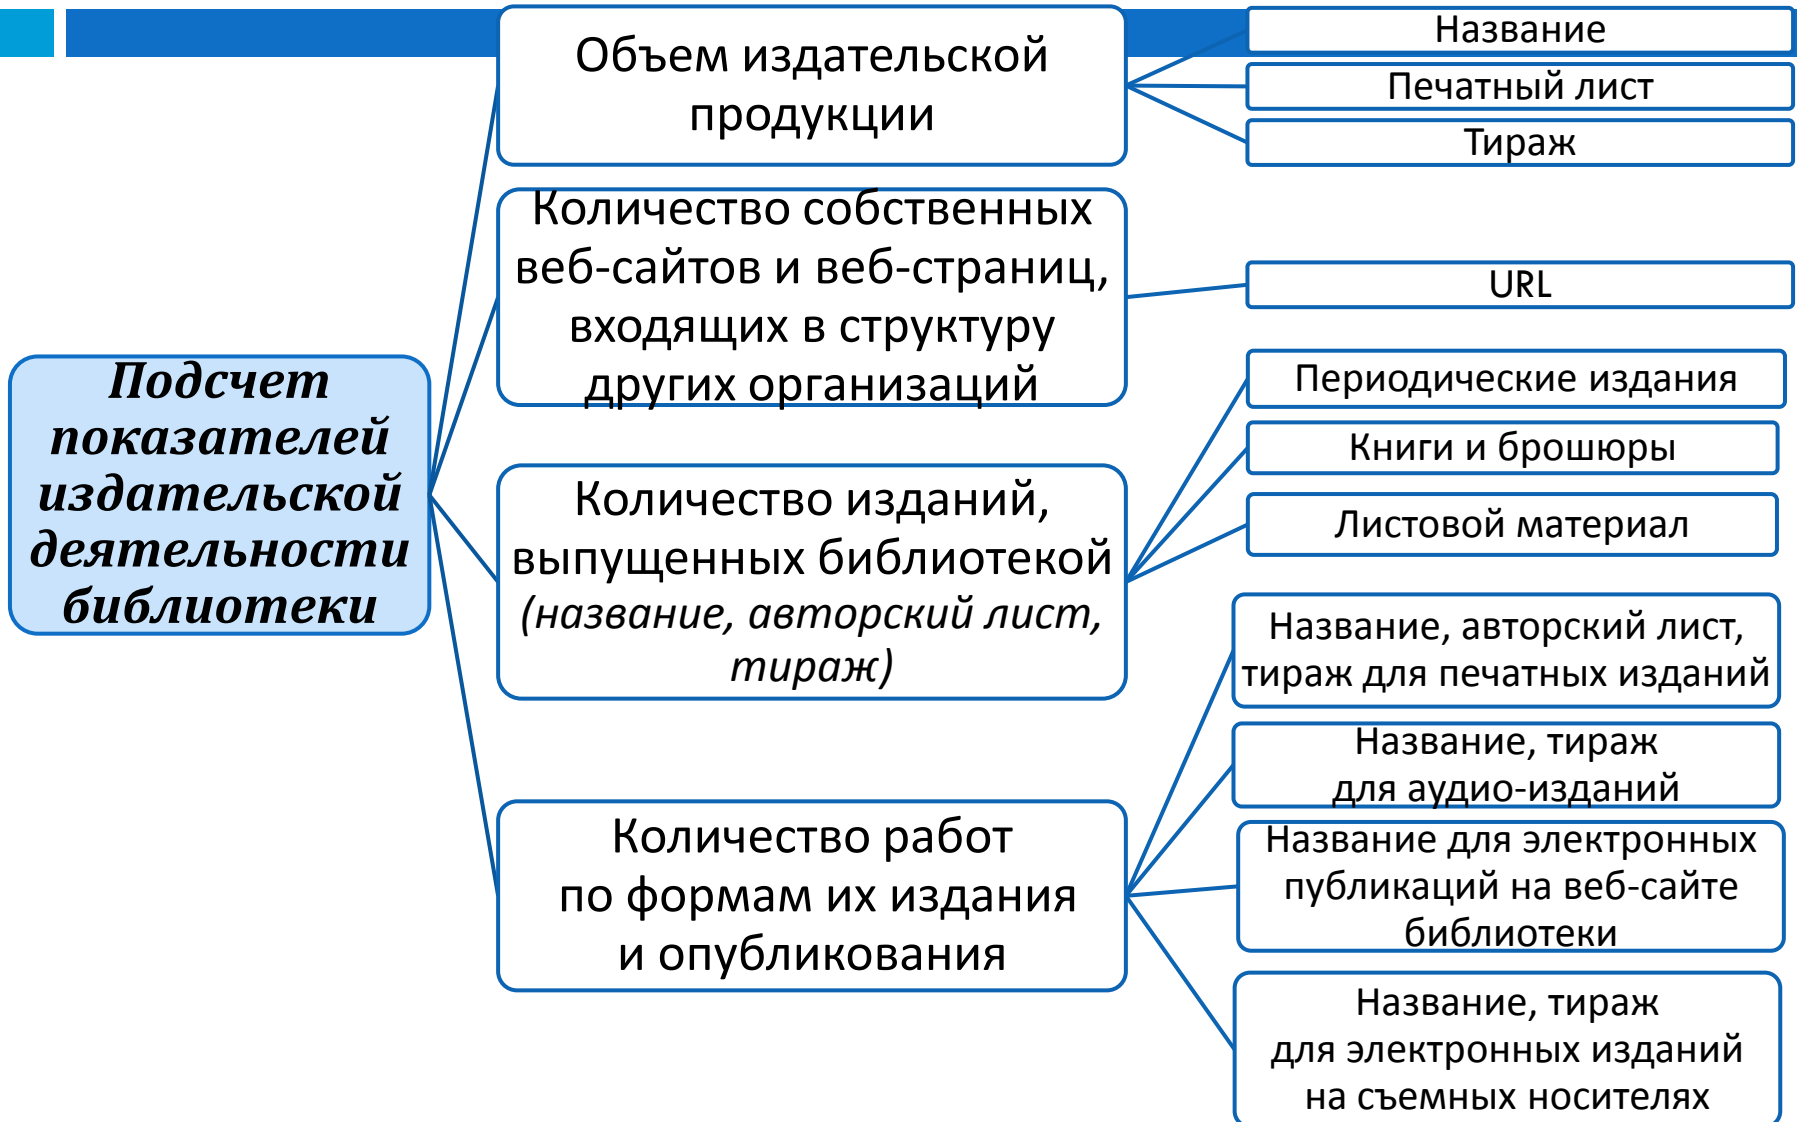 Подсчет
показателей
издательской
деятельности
библиотеки
Объем издательской
продукции
Название
Печатный лист
Тираж
Количество собственных
веб-сайтов и веб-страниц,
входящих в структуру
других организаций
URL
Количество изданий,
выпущенных библиотекой
(название, авторский лист,
тираж)
Периодические издания
Книги и брошюры
Листовой материал
Количество работ
по формам их издания
и опубликования
Название, авторский лист,
тираж для печатных изданий
Название, тираж
для аудио-изданий
Название для электронных
публикаций на веб-сайте
библиотеки
Название, тираж
для электронных изданий
на съемных носителях